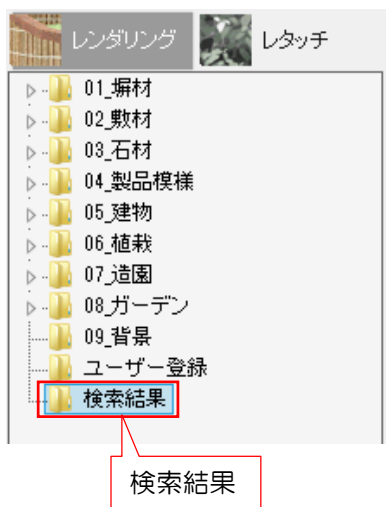 レンダリング レタッチ
01_塀材
02_敷材
03_石材
04_製品模様
05_建物
06_植栽
07_造園
08_ガーデン
09_背景
ユーザー登録
検索結果
検索結果